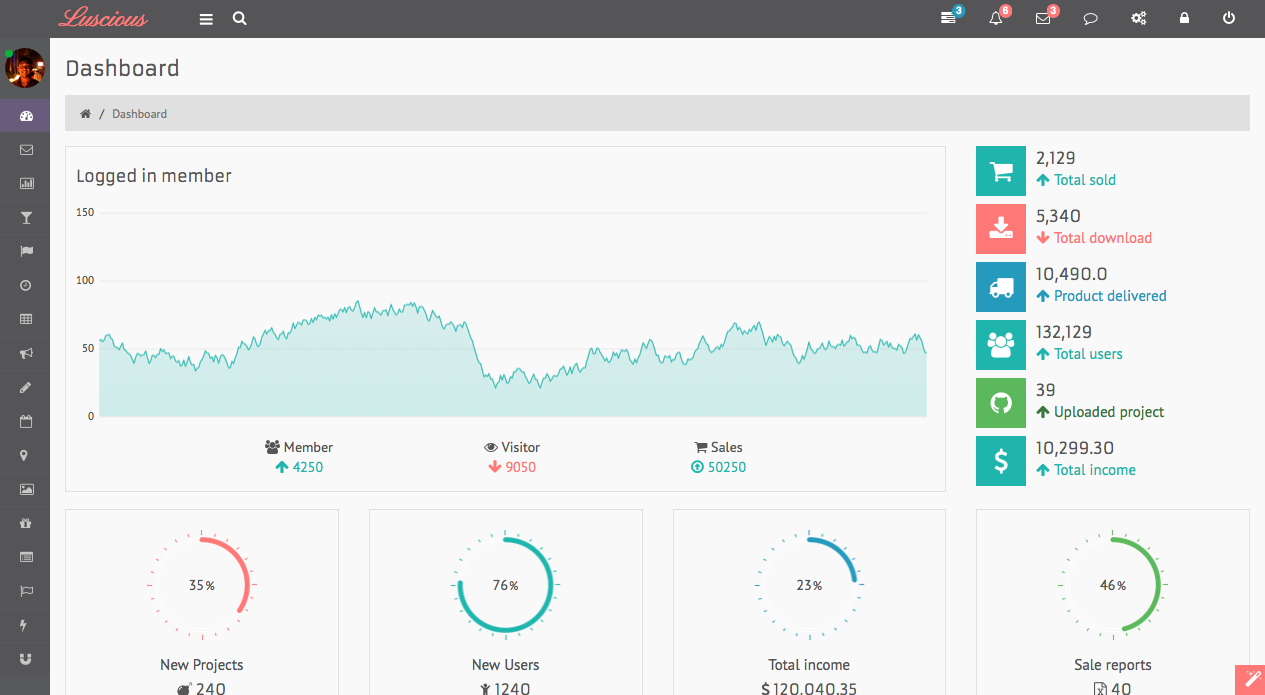 Luscious
3
6
3
Dashboard
/ Dashboard
Logged in member
150
100
50
0
Member
4250
Visitor
9050
Sales
50250
2,129
Total sold
5,340
Total download
10,490.0
Product delivered
132,129
Total users
39
Uploaded project
10,299.30
Total income
35%
New Projects
240
76%
New Users
1240
23%
Total income
$ 120,040.35
46%
Sale reports
40